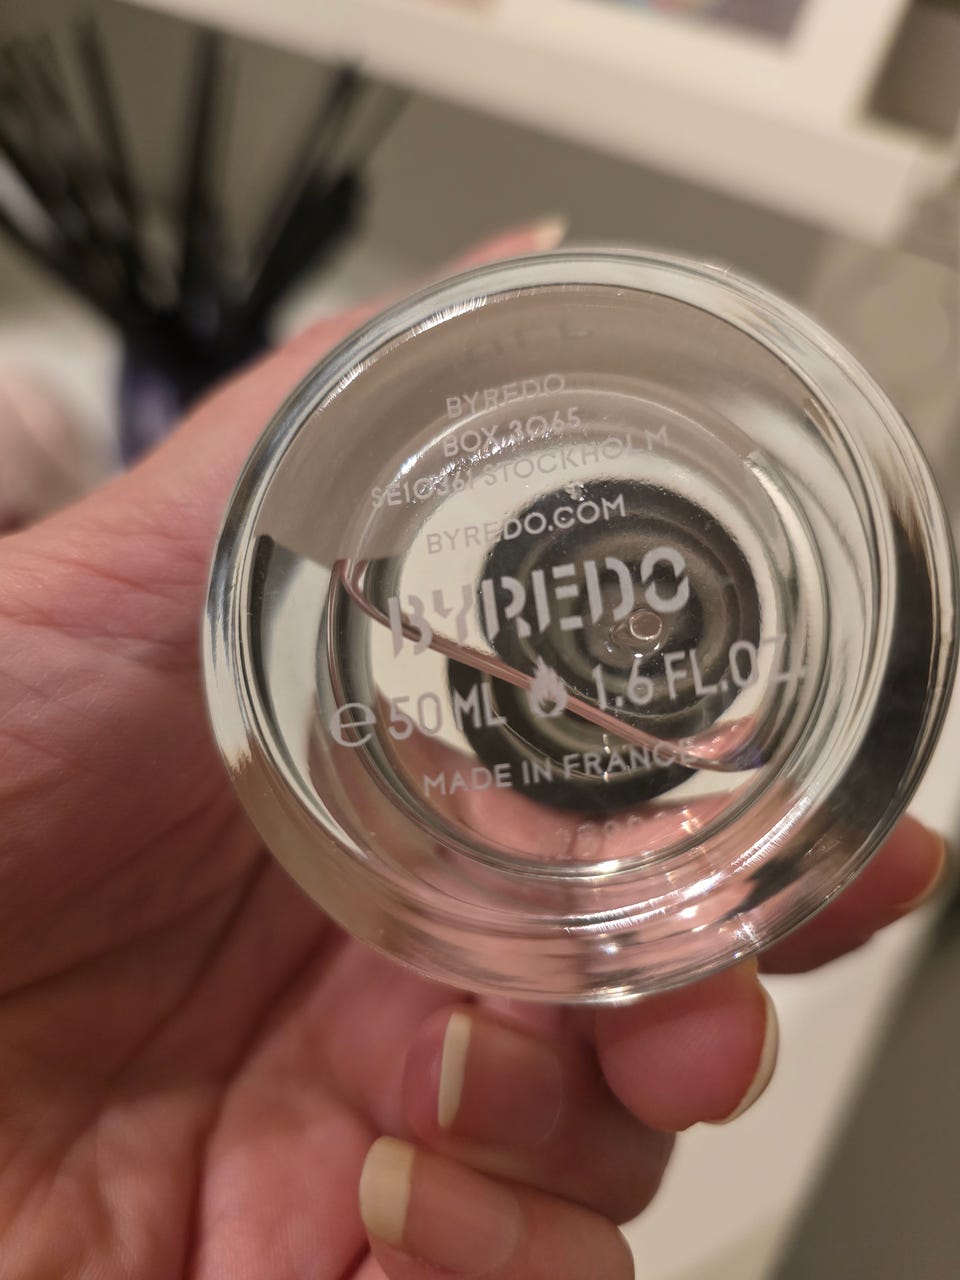 BYREDO
BOX 3065
SE10361 STOCKHOLM
BYREDO.COM
BYREDO
℮ 50 ML 1.6 FL.OZ.
MADE IN FRANCE